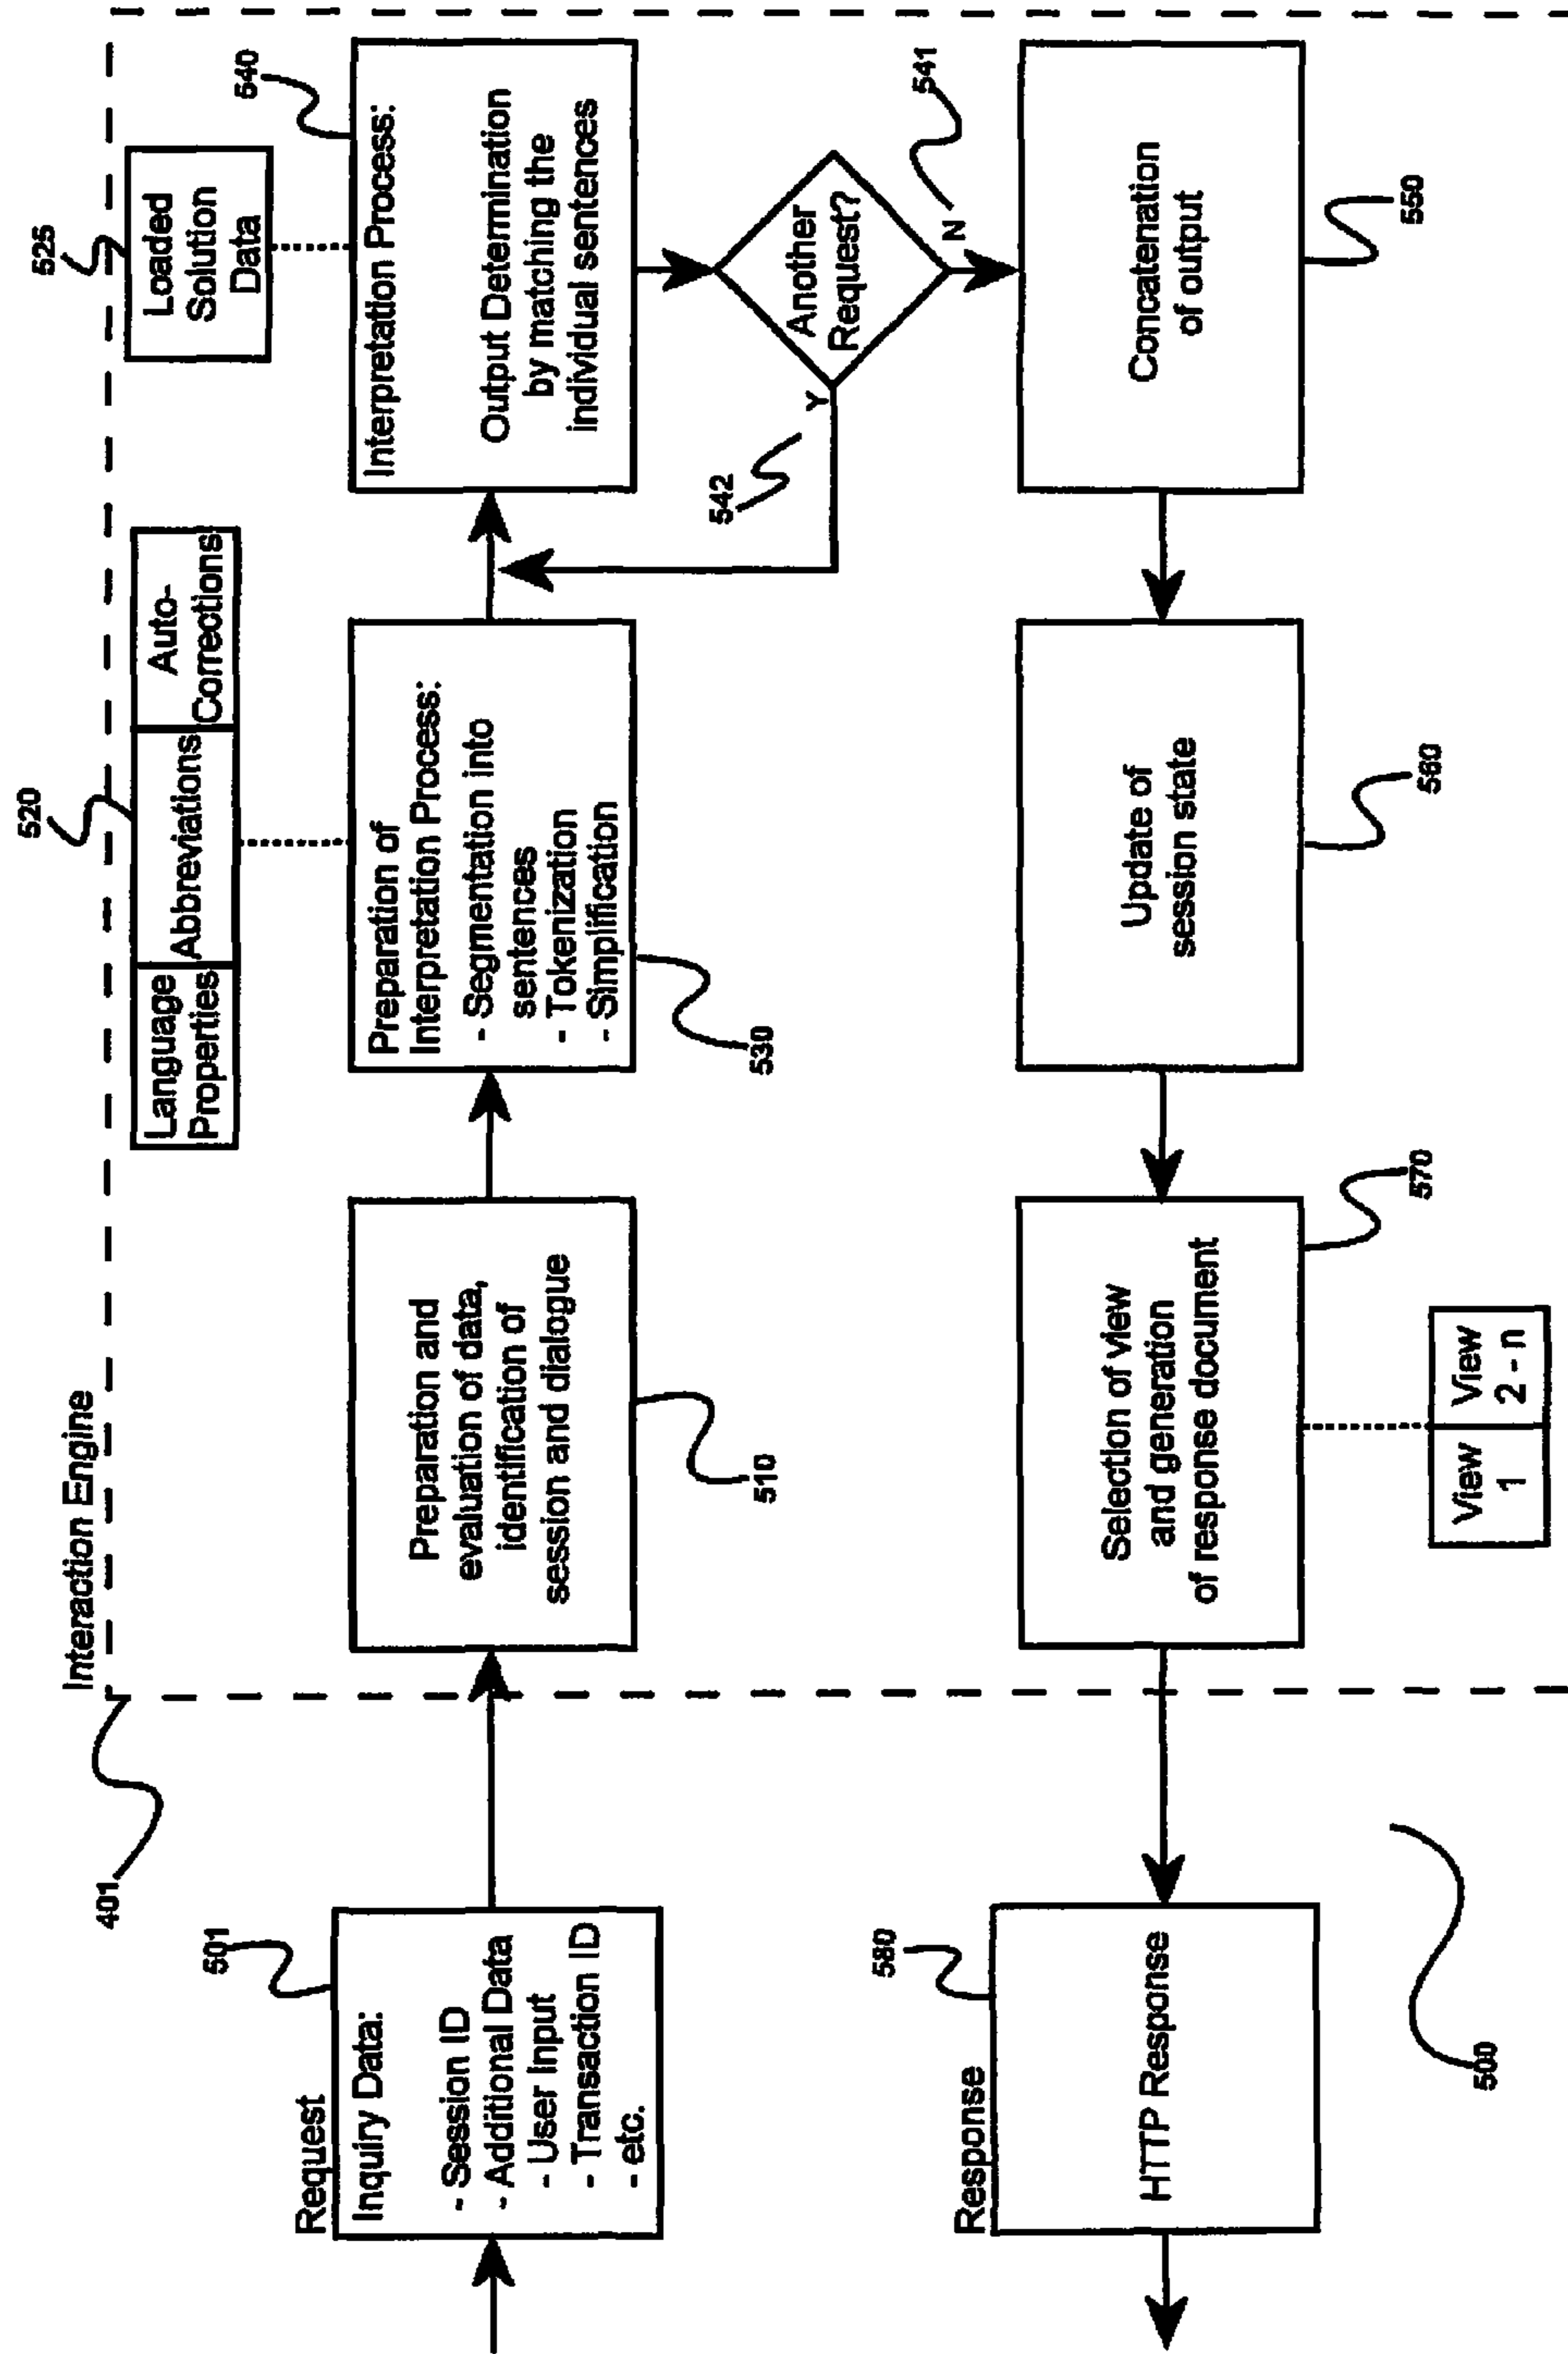 Interaction Engine
401
Request
501
Inquiry Data:
- Session ID
- Additional Data
- User Input
- Transaction ID
- etc.
Preparation and
evaluation of data,
identification of
session and dialogue
510
520
Language
Properties
Abbreviations
Auto-
Corrections
Preparation of
Interpretation Process:
- Segmentation into
sentences
- Tokenization
- Simplification
530
525
Loaded
Solution
Data
540
Interpretation Process:
Output Determination
by matching the
individual sentences
Another
Request?
Y
542
N
541
Concatenation
of output
550
Update of
session state
560
Selection of view
and generation
of response document
570
View
1
View
2 - n
Response
580
HTTP Response
500